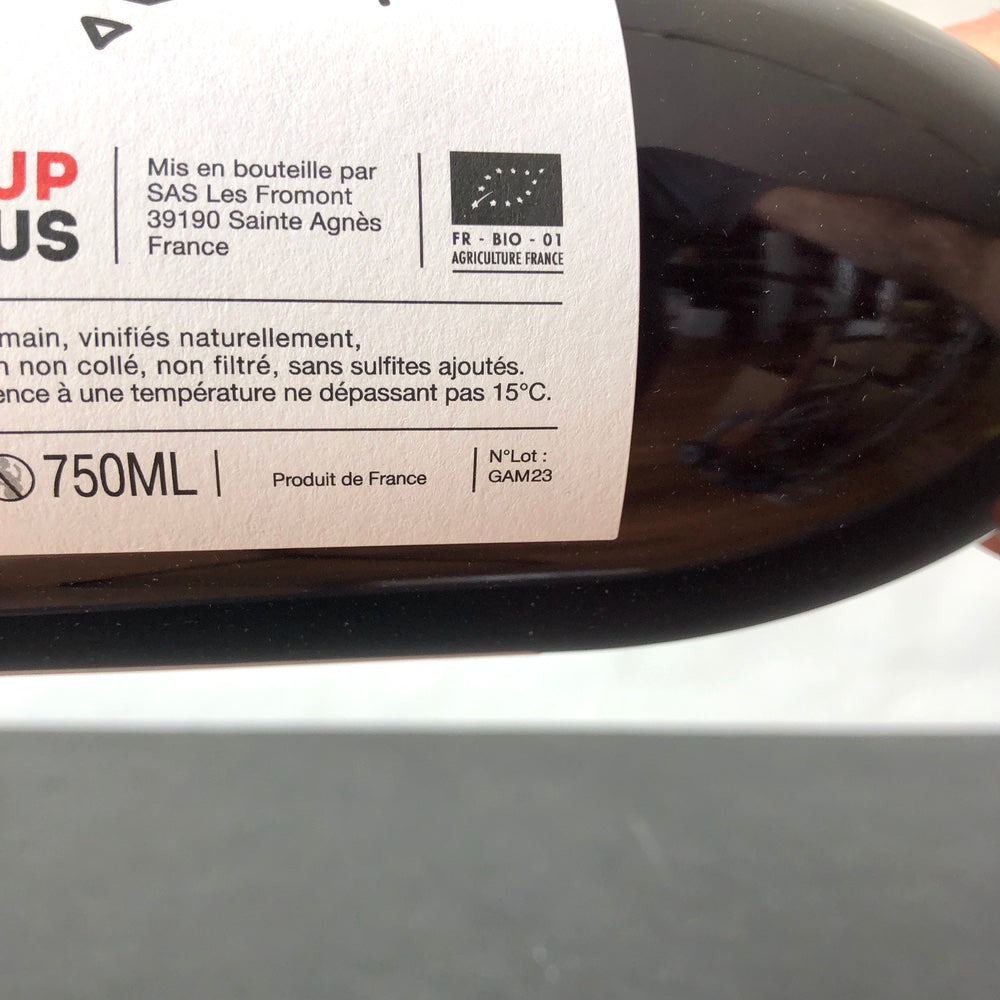 UP
US
Mis en bouteille par
SAS Les Fromont
39190 Sainte Agnès
France
FR - BIO - 01
AGRICULTURE FRANCE
main, vinifiés naturellement,
n non collé, non filtré, sans sulfites ajoutés.
ence à une température ne dépassant pas 15°C.
750ML
Produit de France
N°Lot :
GAM23